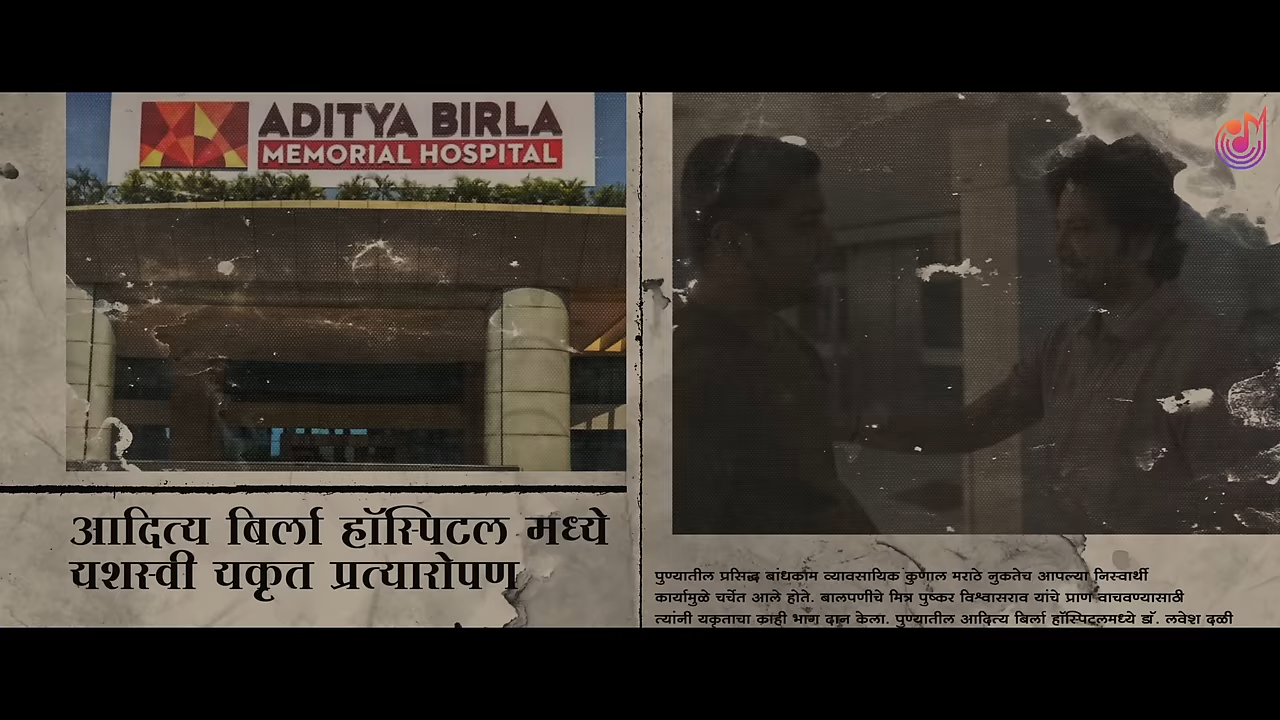 ADITYA BIRLA
MEMORIAL HOSPITAL
आदित्य बिर्ला हॉस्पिटल मध्ये
यशस्वी यकृत प्रत्यारोपण
पुण्यातील प्रसिद्ध बांधकाम व्यावसायिक कुणाल मराठे नुकतेच आपल्या निस्वार्थी
कार्यामुळे चर्चेत आले होते. बालपणीचे मित्र पुष्कर विश्वासराव यांचे प्राण वाचवण्यासाठी
त्यांनी यकृताचा काही भाग दान केला. पुण्यातील आदित्य बिर्ला हॉस्पिटलमध्ये डॉ. लवेश दळी